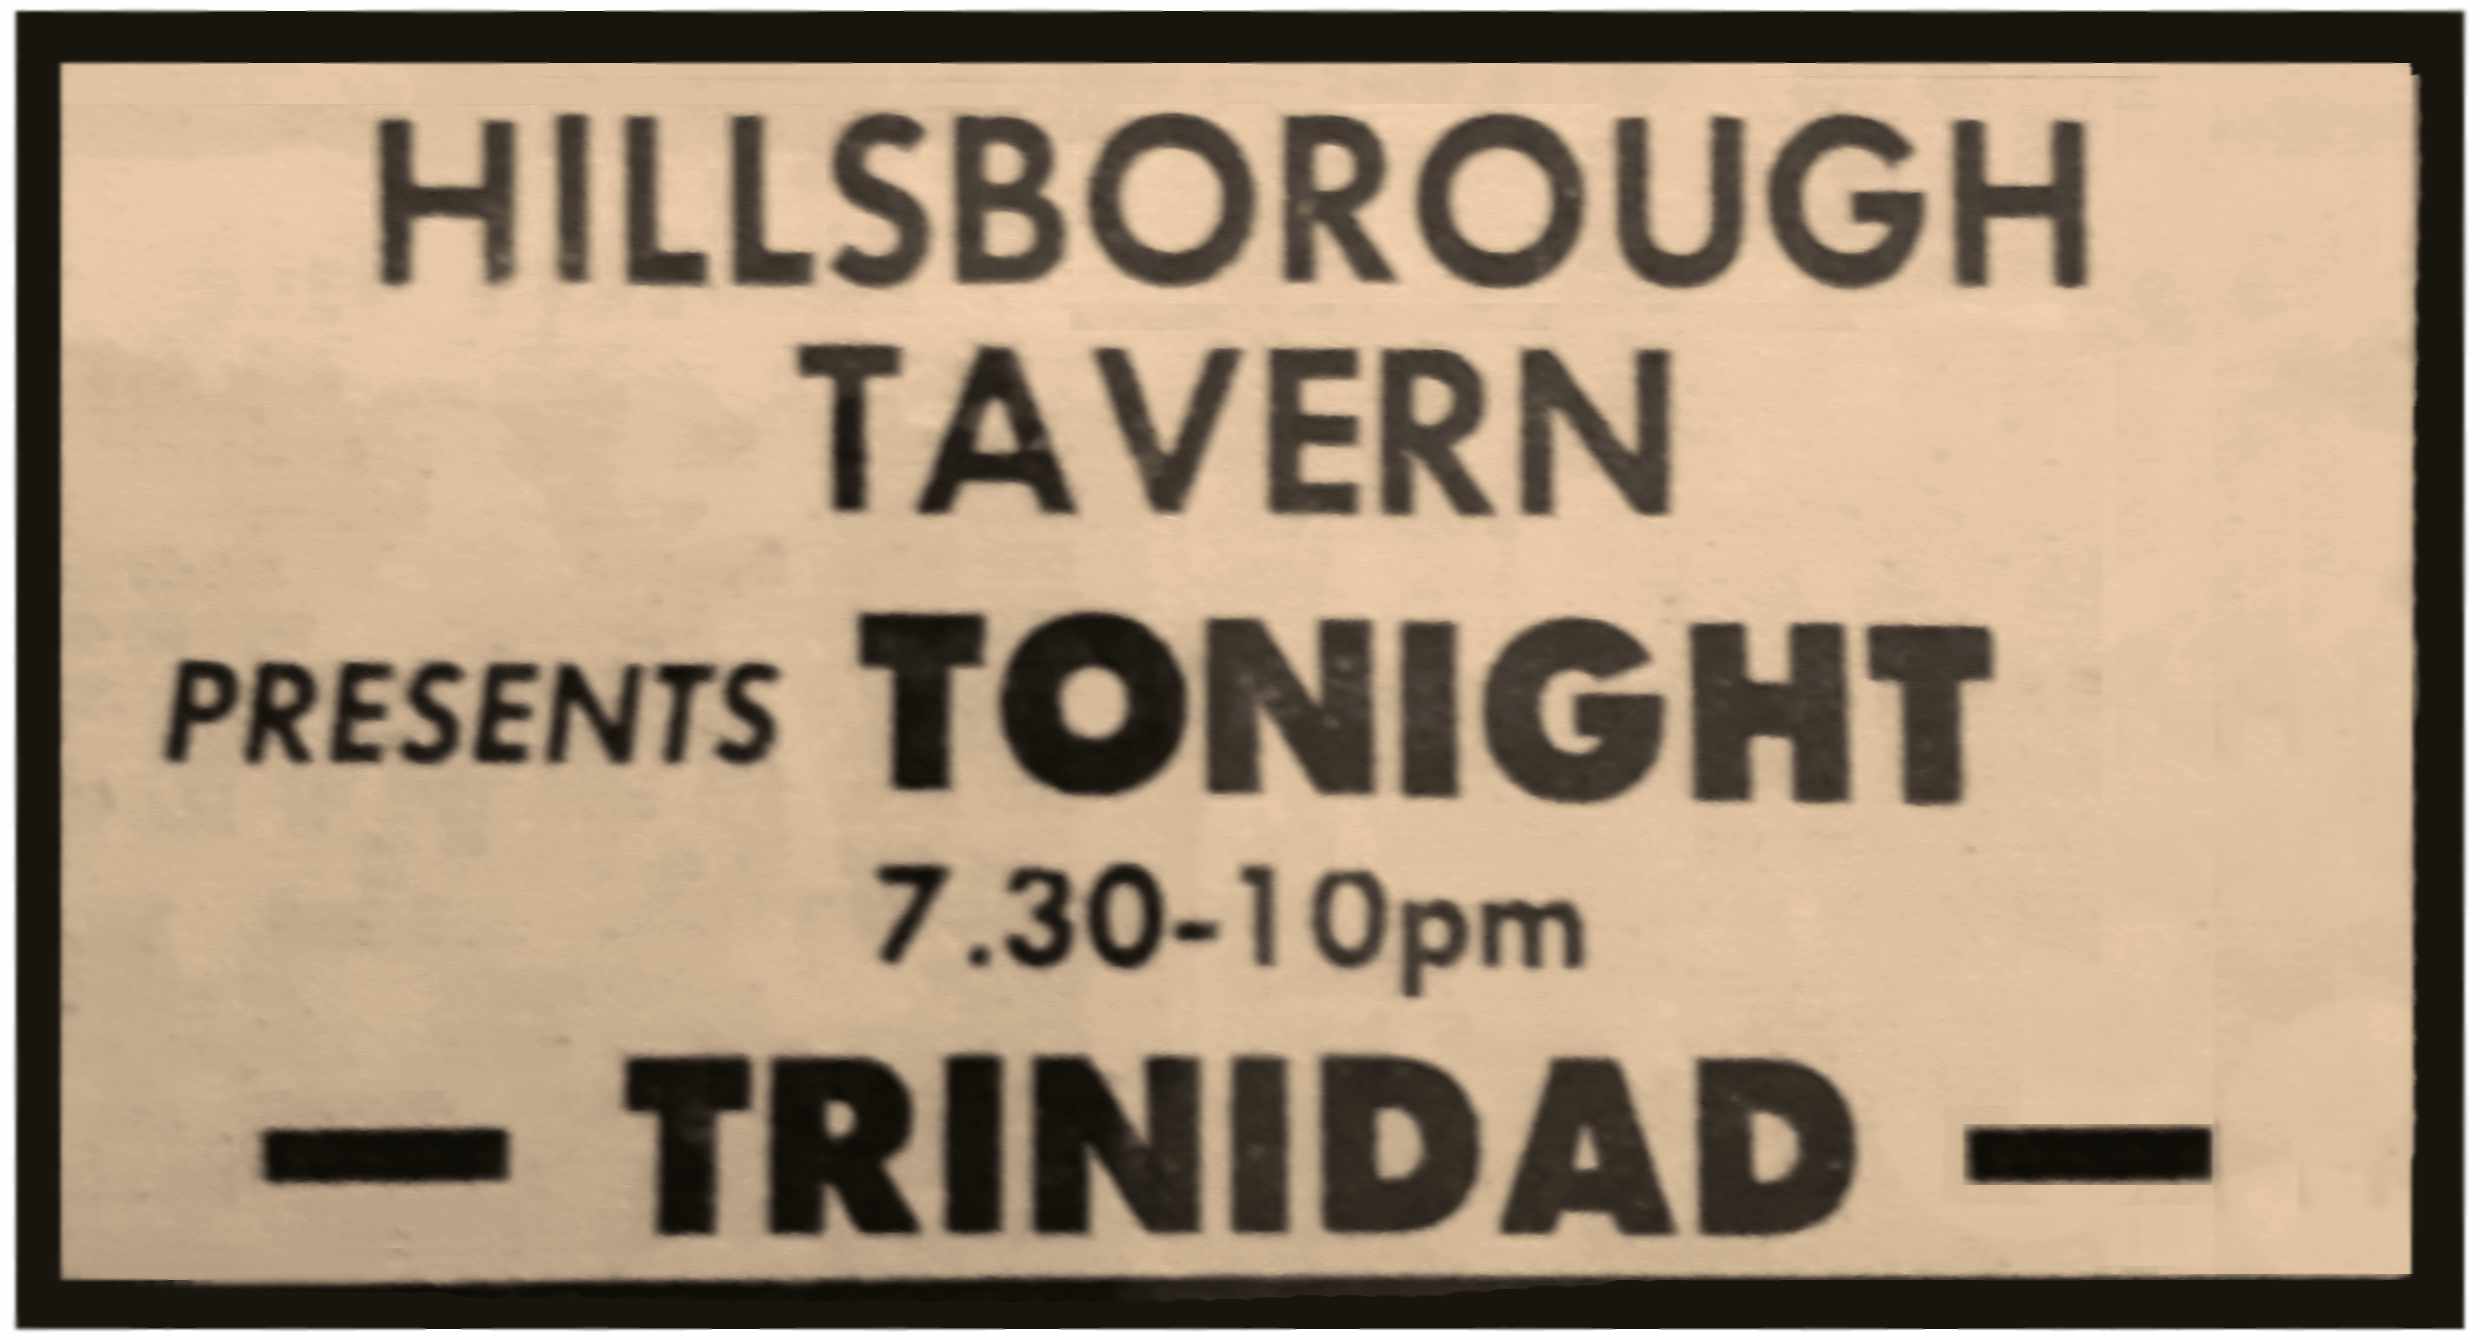 HILLSBOROUGH
TAVERN
PRESENTS TONIGHT
7.30-10pm
— TRINIDAD —